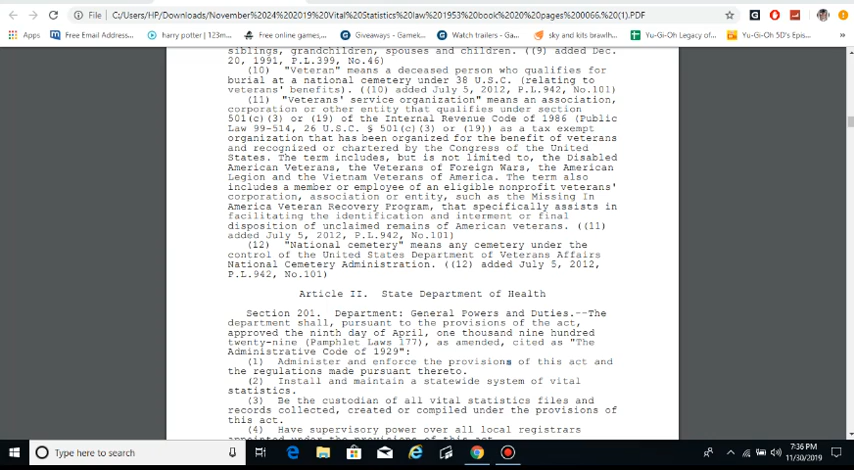 File | C:/Users/HP/Downloads/November%2024%202019%20Vital%20Statistics%20law%201953%20book%2020%20pages%200066.%20(1).PDF
Apps Free Email Address... harry potter | 123m... Free online games,... Giveaways - Gamek... Watch trailers - Gam... sky and kits brawlh... Yu-Gi-Oh Legacy of... Yu-Gi-Oh 5D's Epis...
siblings, grandchildren, spouses and children. ((9) added Dec.
20, 1991, P.L.399, No.46)
(10) "Veteran" means a deceased person who qualifies for
burial at a national cemetery under 38 U.S.C. (relating to
veterans' benefits). ((10) added July 5, 2012, P.L.942, No.101)
(11) "Veterans' service organization" means an association,
corporation or other entity that qualifies under section
501(c)(3) or (19) of the Internal Revenue Code of 1986 (Public
Law 99-514, 26 U.S.C. § 501(c)(3) or (19)) as a tax exempt
organization that has been organized for the benefit of veterans
and recognized or chartered by the Congress of the United
States. The term includes, but is not limited to, the Disabled
American Veterans, the Veterans of Foreign Wars, the American
Legion and the Vietnam Veterans of America. The term also
includes a member or employee of an eligible nonprofit veterans'
corporation, association or entity, such as the Missing In
America Veteran Recovery Program, that specifically assists in
facilitating the identification and interment or final
disposition of unclaimed remains of American veterans. ((11)
added July 5, 2012, P.L.942, No.101)
(12) "National cemetery" means any cemetery under the
control of the United States Department of Veterans Affairs
National Cemetery Administration. ((12) added July 5, 2012,
P.L.942, No.101)
Article II. State Department of Health
Section 201. Department: General Powers and Duties.--The
department shall, pursuant to the provisions of the act,
approved the ninth day of April, one thousand nine hundred
twenty-nine (Pamphlet Laws 177), as amended, cited as "The
Administrative Code of 1929":
(1) Administer and enforce the provisions of this act and
the regulations made pursuant thereto.
(2) Install and maintain a statewide system of vital
statistics.
(3) Be the custodian of all vital statistics files and
records collected, created or compiled under the provisions of
this act.
(4) Have supervisory power over all local registrars
appointed under the provisions of this act.
Type here to search
7:36 PM
11/30/2019